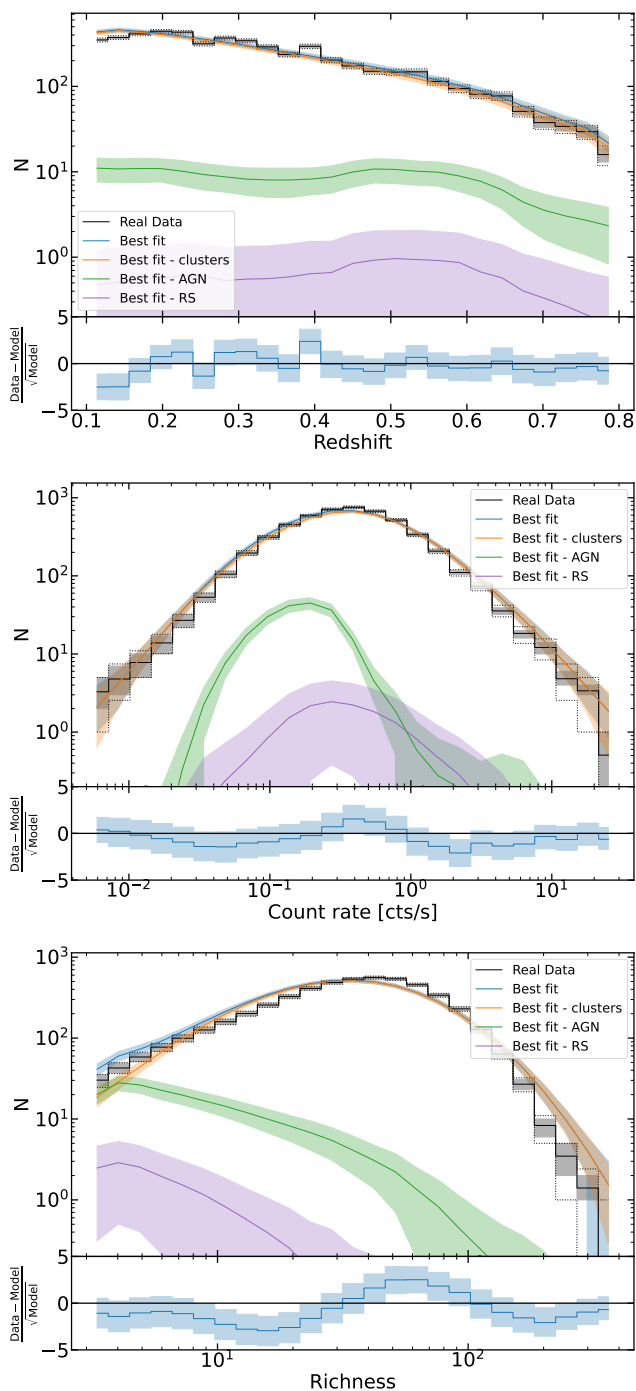 10²
10¹
10⁰
N
Real Data
Best fit
Best fit - clusters
Best fit - AGN
Best fit - RS
5
0
−5
Data − Model
√Model
0.1 0.2 0.3 0.4 0.5 0.6 0.7 0.8
Redshift
10³
10²
10¹
10⁰
N
Real Data
Best fit
Best fit - clusters
Best fit - AGN
Best fit - RS
5
0
−5
Data − Model
√Model
10⁻² 10⁻¹ 10⁰ 10¹
Count rate [cts/s]
10³
10²
10¹
10⁰
N
Real Data
Best fit
Best fit - clusters
Best fit - AGN
Best fit - RS
5
0
−5
Data − Model
√Model
10¹ 10²
Richness